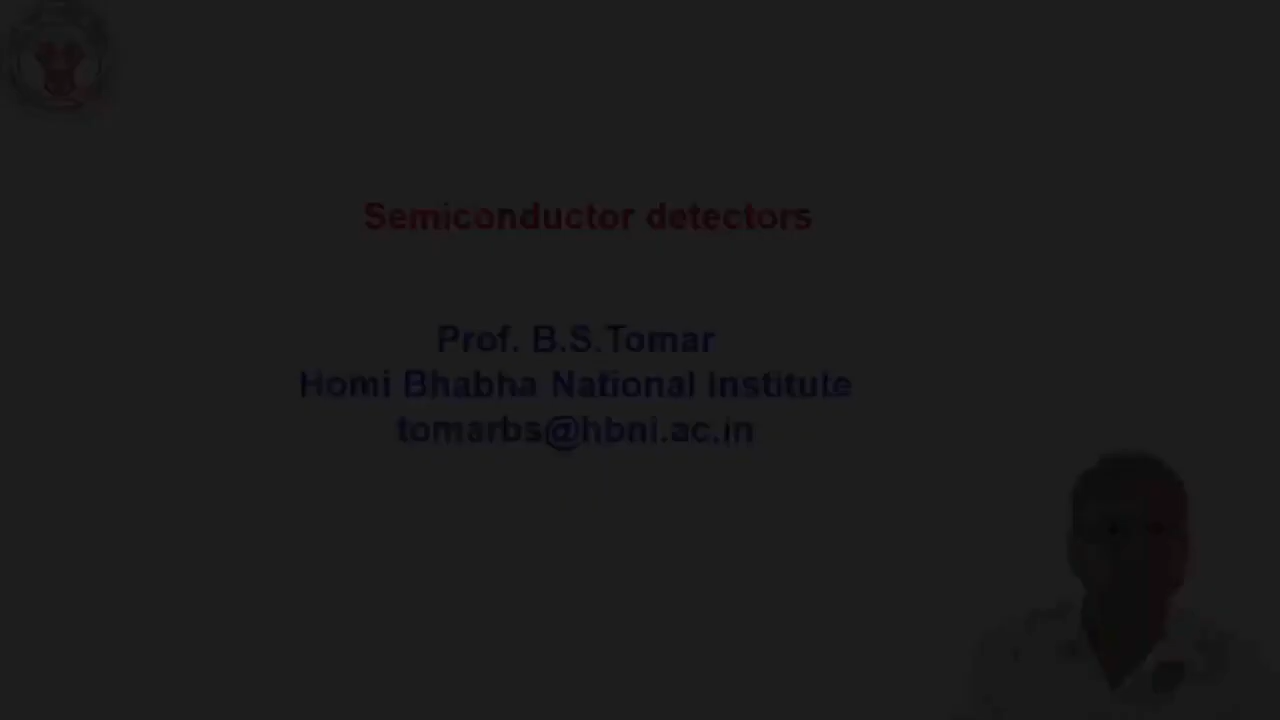 Semiconductor detectors
Prof. B.S.Tomar
Homi Bhabha National Institute
tomarbs@hbni.ac.in